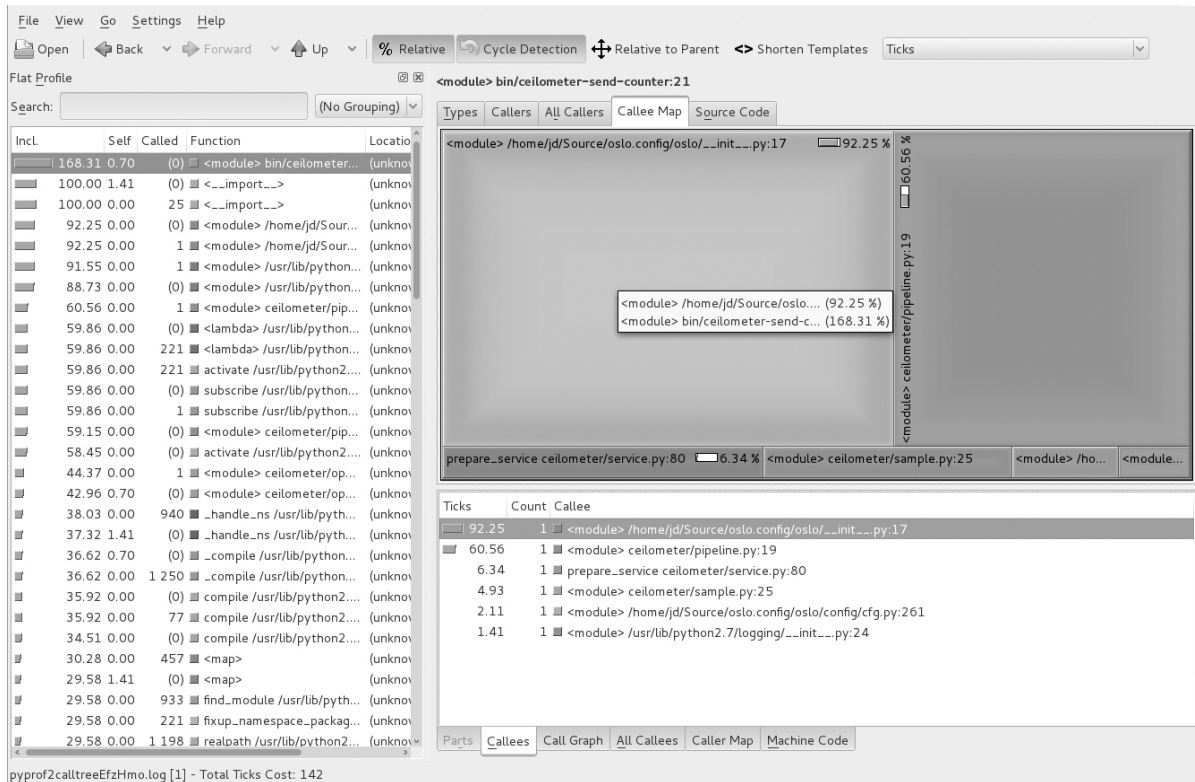 File View Go Settings Help
Open Back Forward Up % Relative Cycle Detection Relative to Parent <> Shorten Templates Ticks
Flat Profile
Search: (No Grouping)
Incl. Self Called Function Locatio
168.31 0.70 (0) <module> bin/ceilometer... (unknow
100.00 1.41 (0) <__import__> (unknow
100.00 0.00 25 <__import__> (unknow
92.25 0.00 (0) <module> /home/jd/Sour... (unknow
92.25 0.00 1 <module> /home/jd/Sour... (unknow
91.55 0.00 1 <module> /usr/lib/python... (unknow
88.73 0.00 (0) <module> /usr/lib/python... (unknow
60.56 0.00 1 <module> ceilometer/pip... (unknow
59.86 0.00 (0) <lambda> /usr/lib/python... (unknow
59.86 0.00 221 <lambda> /usr/lib/python... (unknow
59.86 0.00 221 activate /usr/lib/python2.... (unknow
59.86 0.00 (0) subscribe /usr/lib/python... (unknow
59.86 0.00 1 subscribe /usr/lib/python... (unknow
59.15 0.00 (0) <module> ceilometer/pip... (unknow
58.45 0.00 (0) activate /usr/lib/python2.... (unknow
44.37 0.00 1 <module> ceilometer/op... (unknow
42.96 0.70 (0) <module> ceilometer/op... (unknow
38.03 0.00 940 _handle_ns /usr/lib/pyth... (unknow
37.32 1.41 (0) _handle_ns /usr/lib/pyth... (unknow
36.62 0.70 (0) _compile /usr/lib/python... (unknow
36.62 0.00 1 250 _compile /usr/lib/python... (unknow
35.92 0.00 (0) compile /usr/lib/python2.... (unknow
35.92 0.00 77 compile /usr/lib/python2.... (unknow
34.51 0.00 (0) compile /usr/lib/python2.... (unknow
30.28 0.00 457 <map> (unknow
29.58 1.41 (0) <map> (unknow
29.58 0.00 933 find_module /usr/lib/pyth... (unknow
29.58 0.00 221 fixup_namespace_packag... (unknow
29.58 0.00 1 198 realpath /usr/lib/python2... (unknow
<module> bin/ceilometer-send-counter:21
Types Callers All Callers Callee Map Source Code
<module> /home/jd/Source/oslo.config/oslo/__init__.py:17 92.25 %
<module> ceilometer/pipeline.py:19 60.56 %
<module> /home/jd/Source/oslo.... (92.25 %)
<module> bin/ceilometer-send-c... (168.31 %)
prepare_service ceilometer/service.py:80 6.34 % <module> ceilometer/sample.py:25 <module> /ho... <module...
Ticks Count Callee
92.25 1 <module> /home/jd/Source/oslo.config/oslo/__init__.py:17
60.56 1 <module> ceilometer/pipeline.py:19
6.34 1 prepare_service ceilometer/service.py:80
4.93 1 <module> ceilometer/sample.py:25
2.11 1 <module> /home/jd/Source/oslo.config/oslo/config/cfg.py:261
1.41 1 <module> /usr/lib/python2.7/logging/__init__.py:24
Parts Callees Call Graph All Callees Caller Map Machine Code
pyprof2calltreeEfzHmo.log [1] - Total Ticks Cost: 142